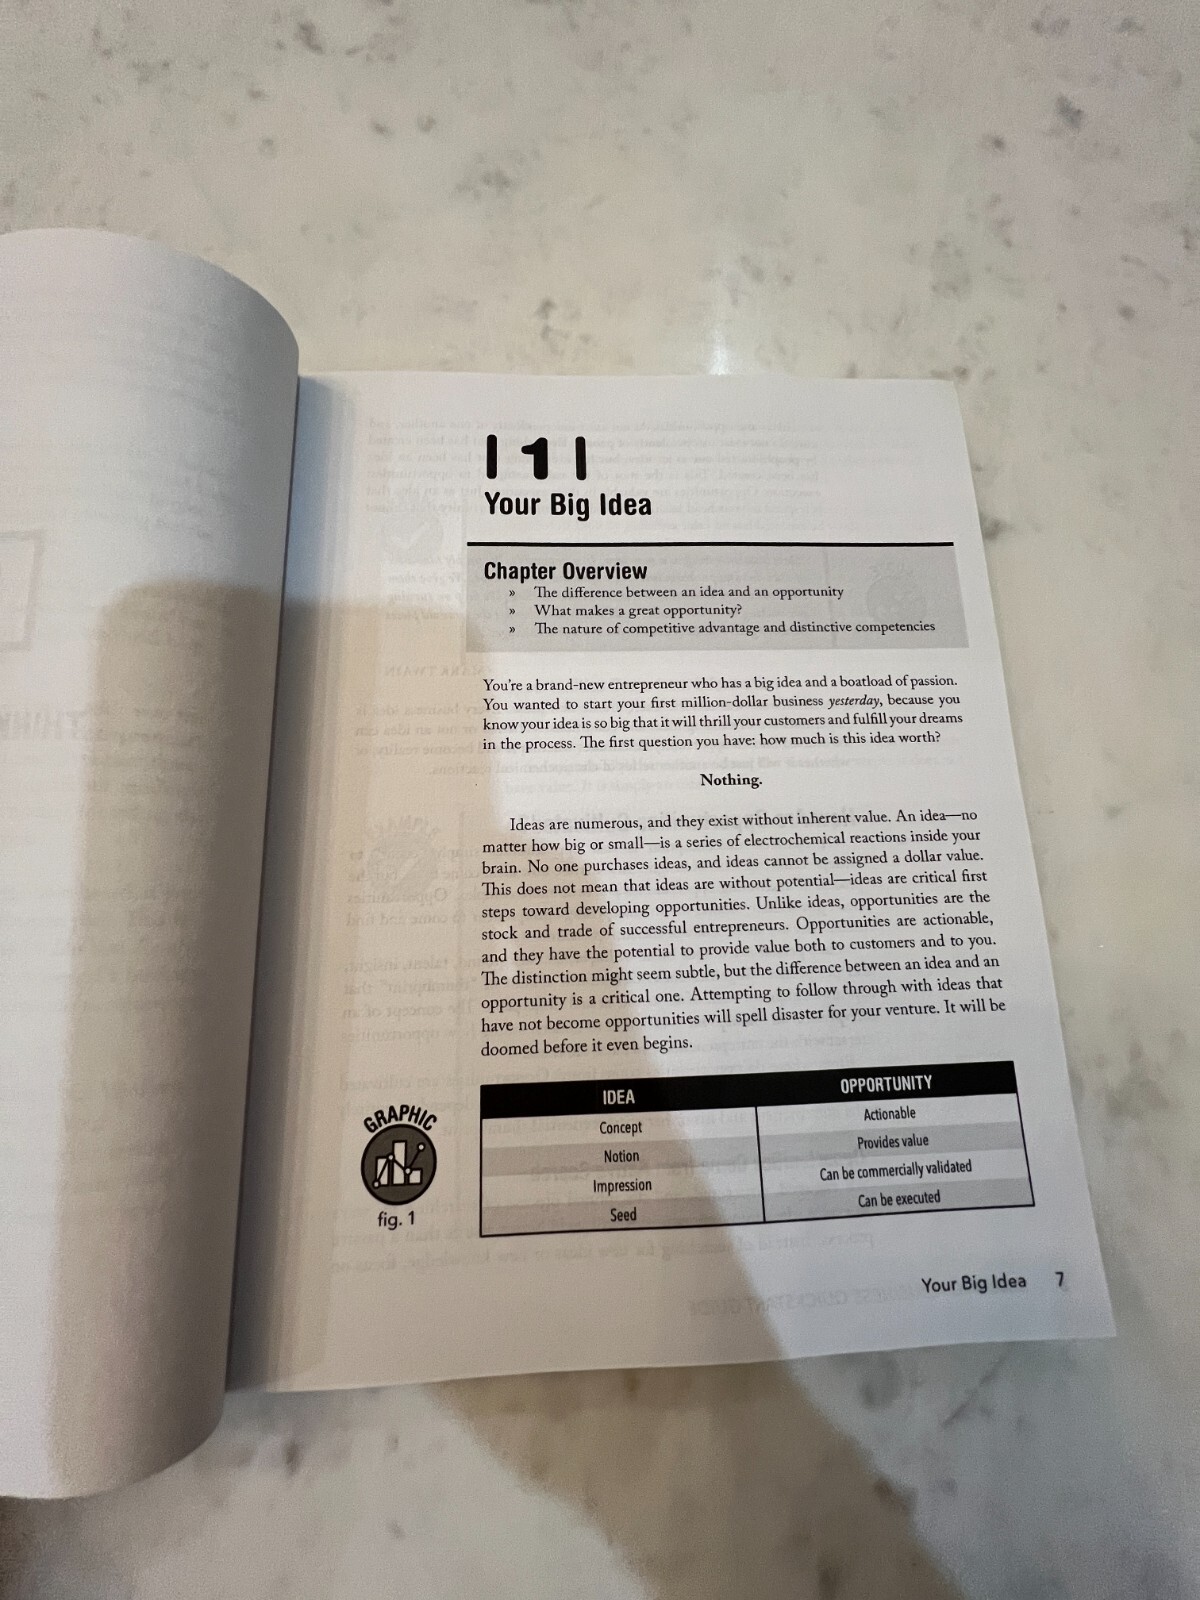 | 1 |
Your Big Idea
Chapter Overview
» The difference between an idea and an opportunity
» What makes a great opportunity?
» The nature of competitive advantage and distinctive competencies
You're a brand-new entrepreneur who has a big idea and a boatload of passion.
You wanted to start your first million-dollar business yesterday, because you
know your idea is so big that it will thrill your customers and fulfill your dreams
in the process. The first question you have: how much is this idea worth?
Nothing.
Ideas are numerous, and they exist without inherent value. An idea—no
matter how big or small—is a series of electrochemical reactions inside your
brain. No one purchases ideas, and ideas cannot be assigned a dollar value.
This does not mean that ideas are without potential—ideas are critical first
steps toward developing opportunities. Unlike ideas, opportunities are the
stock and trade of successful entrepreneurs. Opportunities are actionable,
and they have the potential to provide value both to customers and to you.
The distinction might seem subtle, but the difference between an idea and an
opportunity is a critical one. Attempting to follow through with ideas that
have not become opportunities will spell disaster for your venture. It will be
doomed before it even begins.
GRAPHIC
fig. 1
IDEA OPPORTUNITY
Concept Actionable
Notion Provides value
Impression Can be commercially validated
Seed Can be executed
Your Big Idea 7